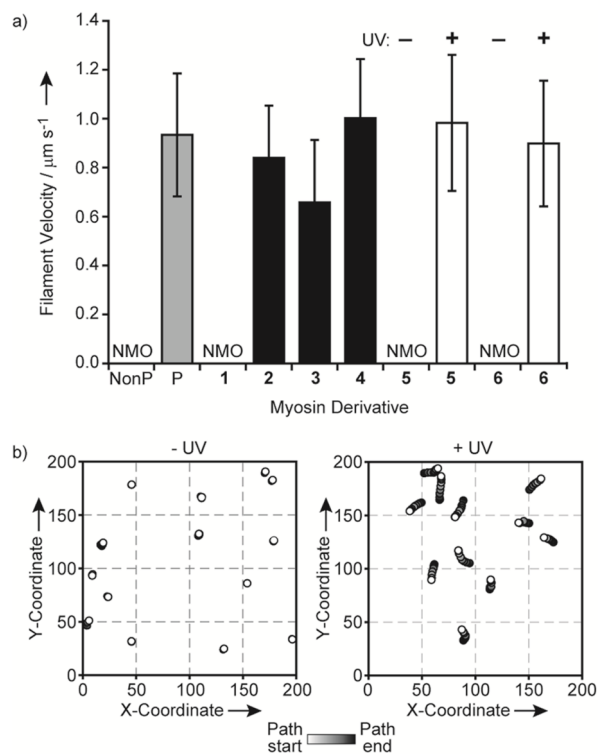 a)
UV: – + – +
Filament Velocity / µm s⁻¹
1.4
1.2
1.0
0.8
0.6
0.4
0.2
0.0
NMO NMO NMO NMO
NonP P 1 2 3 4 5 5 6 6
Myosin Derivative
b)
- UV
+ UV
Y-Coordinate
200
150
100
50
0
0 50 100 150 200
X-Coordinate
Y-Coordinate
200
150
100
50
0
0 50 100 150 200
X-Coordinate
Path start
Path end